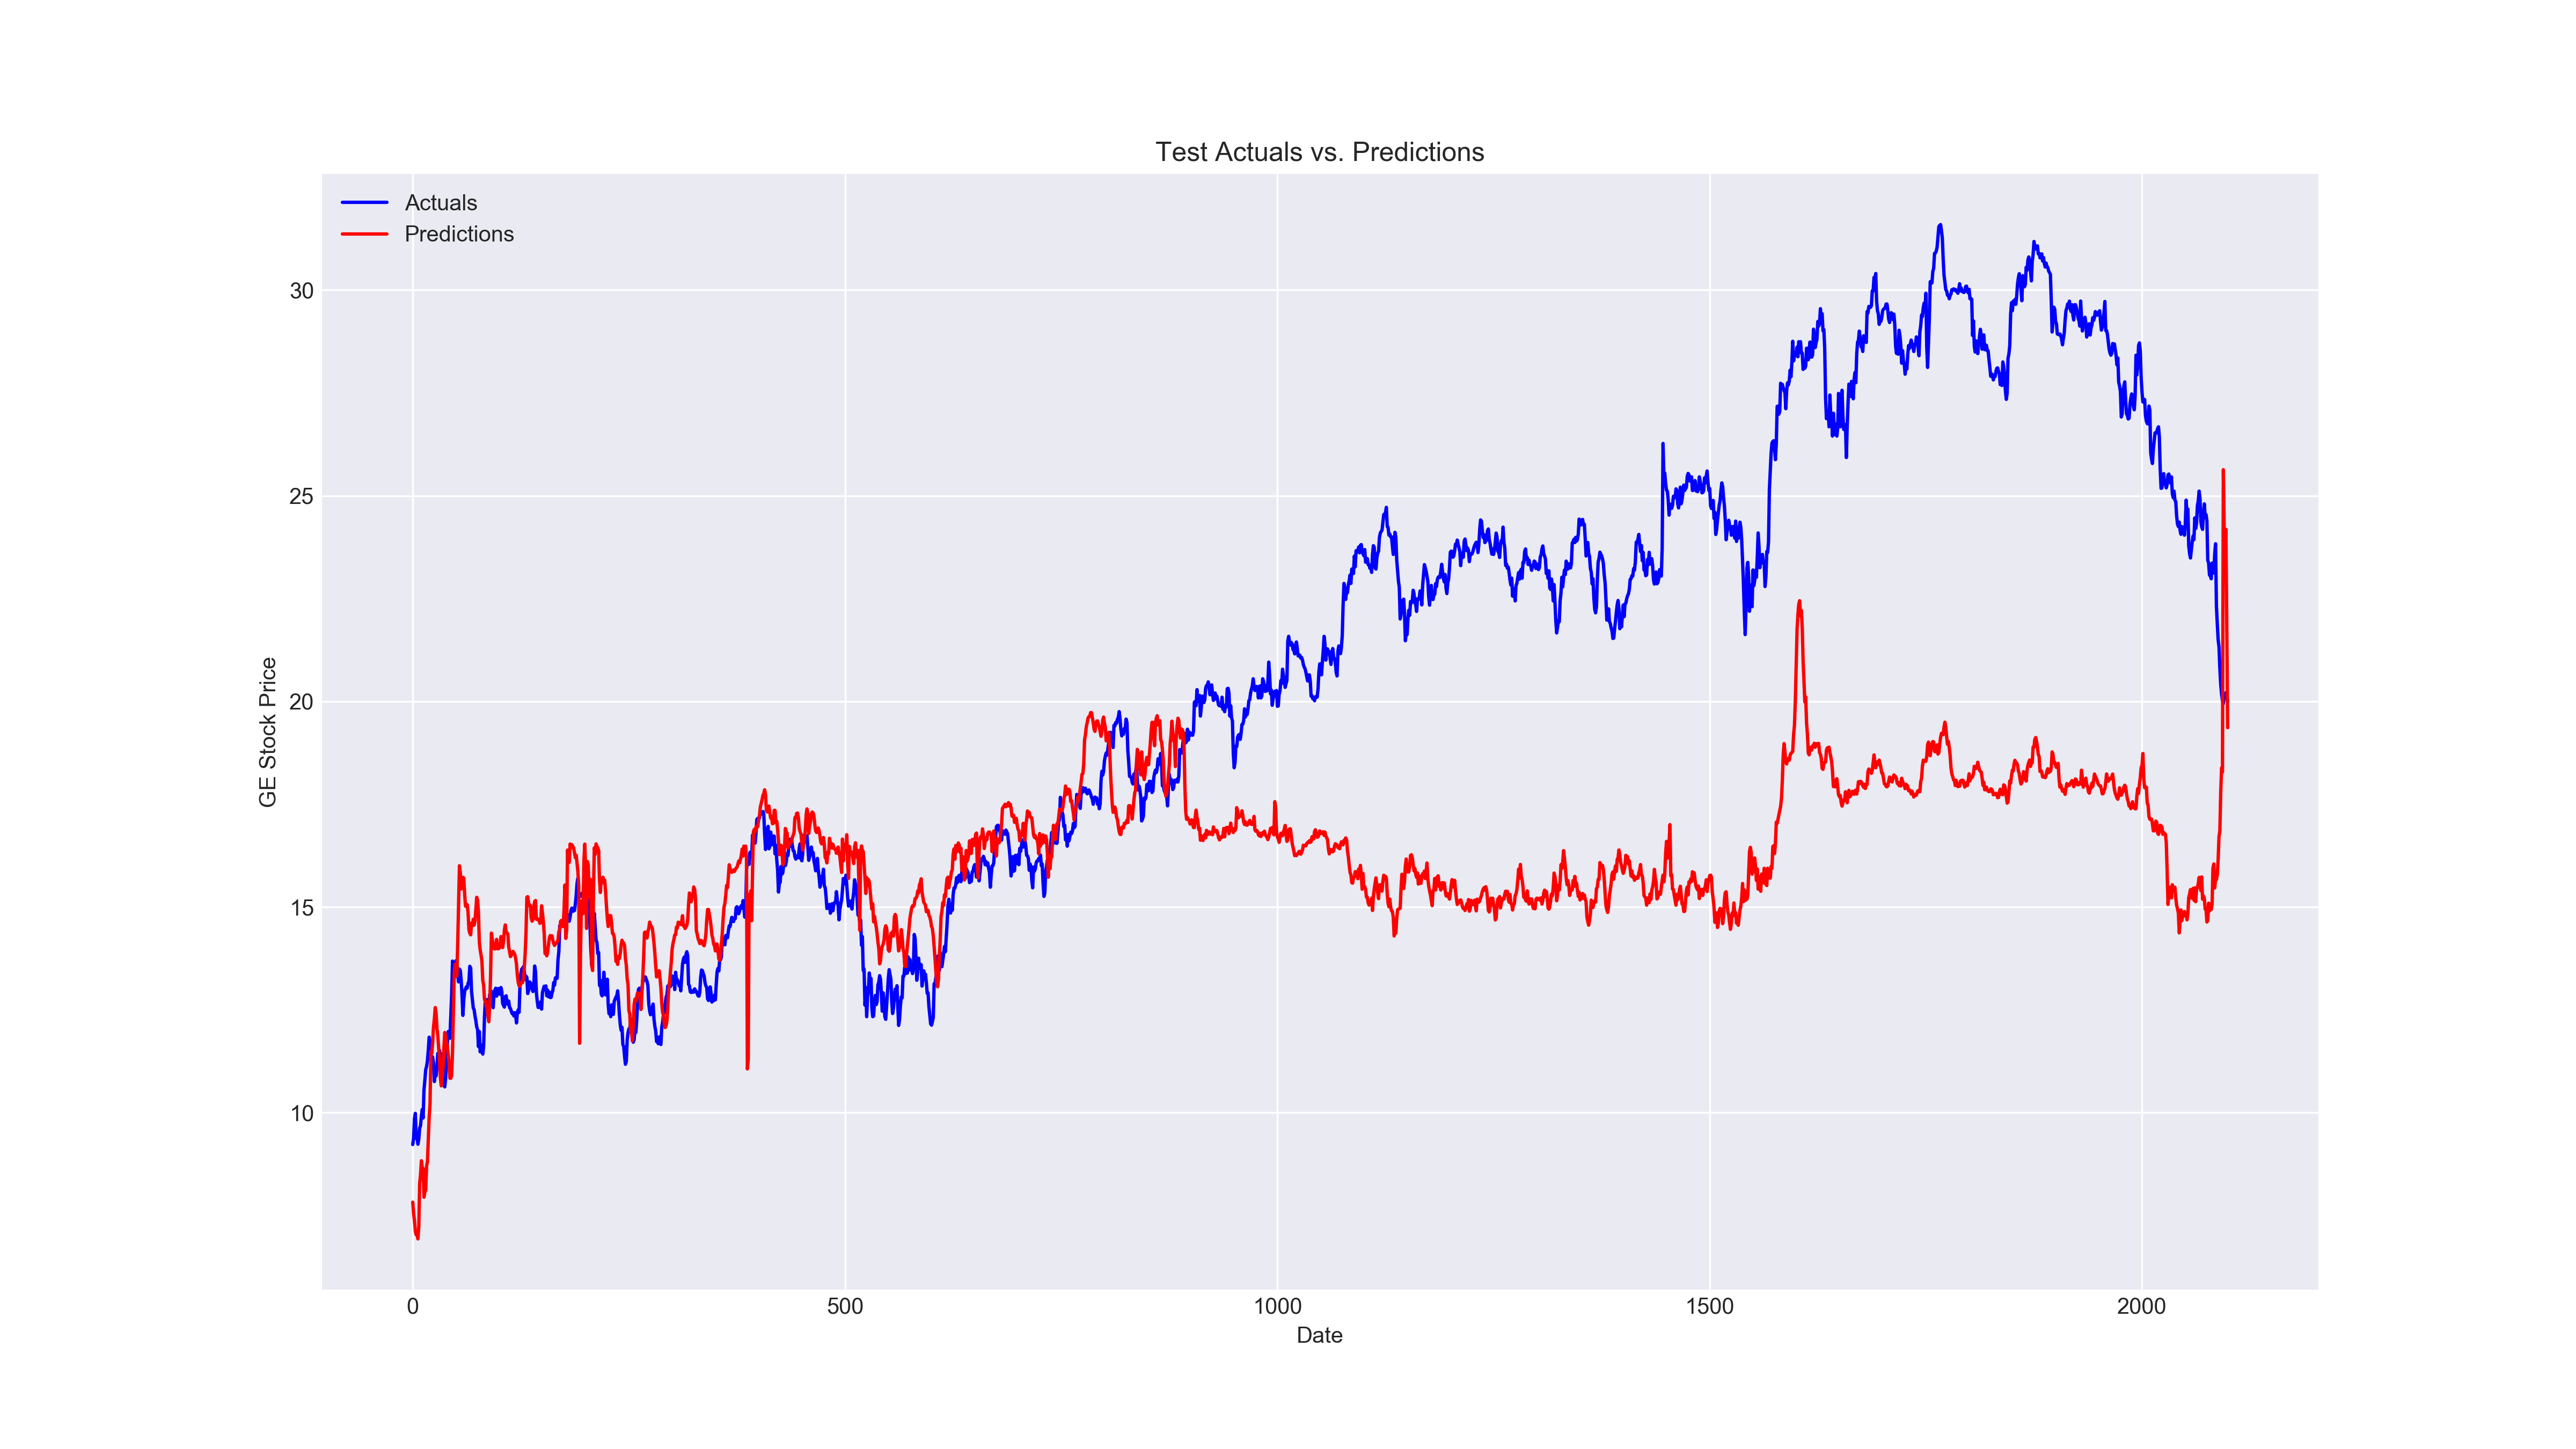 Test Actuals vs. Predictions
Actuals
Predictions
30
25
20
15
10
GE Stock Price
0 500 1000 1500 2000
Date